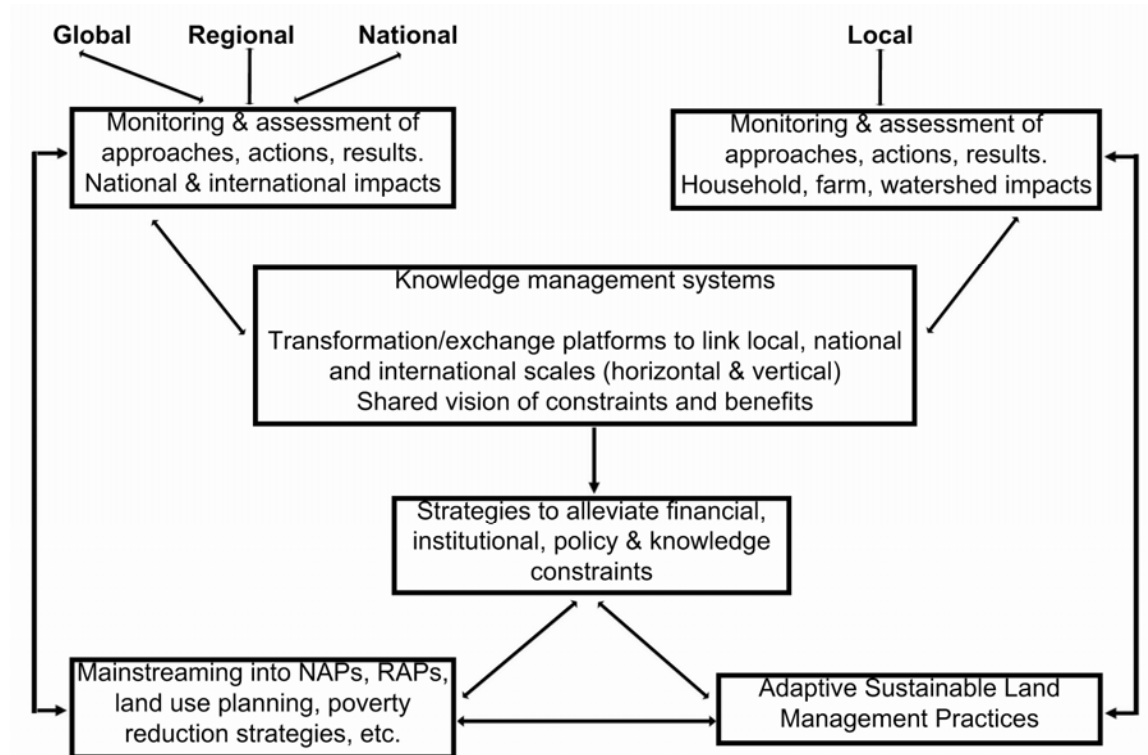 Global Regional National Local
Monitoring & assessment of
approaches, actions, results.
National & international impacts
Monitoring & assessment of
approaches, actions, results.
Household, farm, watershed impacts
Knowledge management systems
Transformation/exchange platforms to link local, national
and international scales (horizontal & vertical)
Shared vision of constraints and benefits
Strategies to alleviate financial,
institutional, policy & knowledge
constraints
Mainstreaming into NAPs, RAPs,
land use planning, poverty
reduction strategies, etc.
Adaptive Sustainable Land
Management Practices